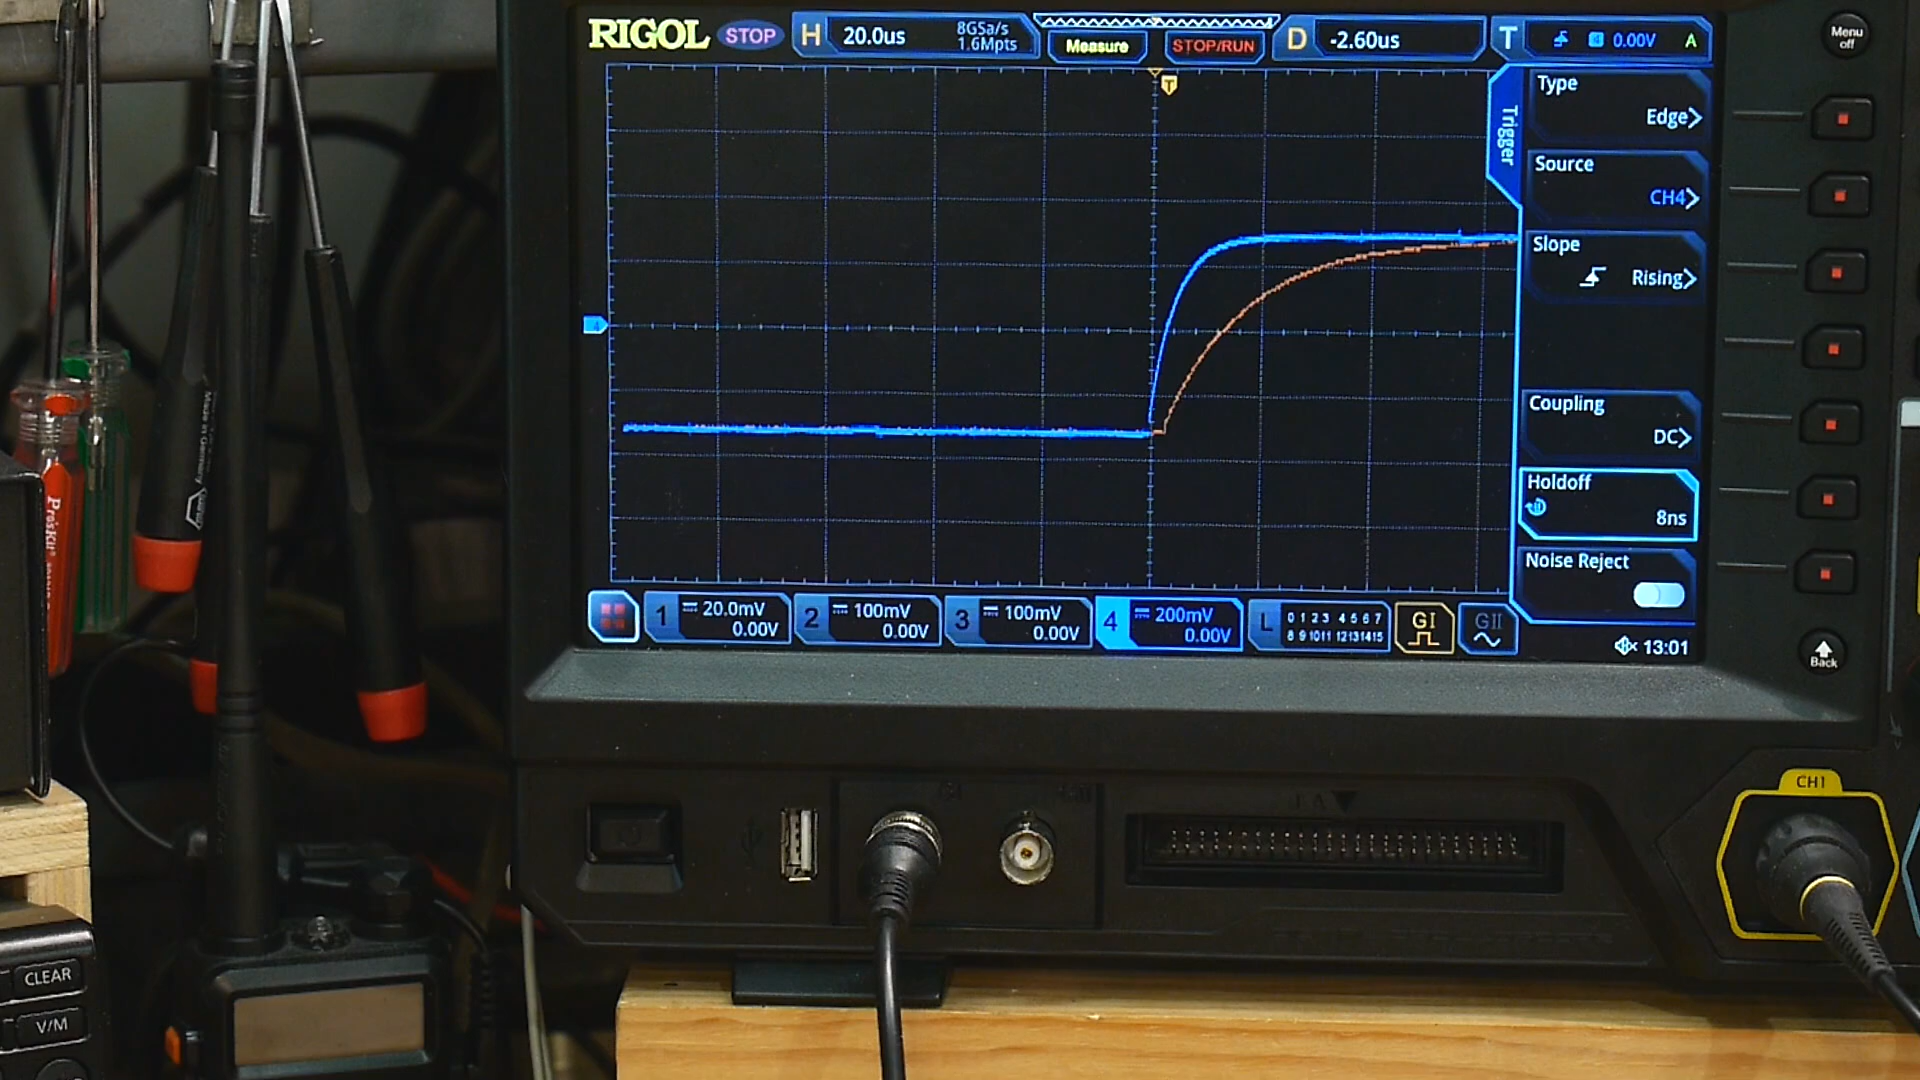 RIGOL STOP H 20.0us 8GSa/s 1.6Mpts Measure STOP/RUN D -2.60us T 0.00V A
Menu off
T
Trigger
Type
Edge
Source
CH4
Slope
Rising
4
Coupling
DC
Holdoff
8ns
Noise Reject
1 20.0mV 0.00V
2 100mV 0.00V
3 100mV 0.00V
4 200mV 0.00V
L 0 1 2 3 4 5 6 7
8 9 10 11 12 13 14 15
GI
GII
13:01
Back
CH1
CLEAR
V/M